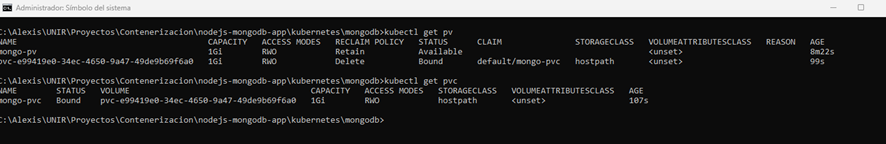 Administrador: Símbolo del sistema
C:\Alexis\UNIR\Proyectos\Contenerizacion\nodejs-mongodb-app\kubernetes\mongodb>kubectl get pv
NAME CAPACITY ACCESS MODES RECLAIM POLICY STATUS CLAIM STORAGECLASS VOLUMEATTRIBUTESCLASS REASON AGE
mongo-pv 1Gi RWO Retain Available <unset> 8m22s
pvc-e99419e0-34ec-4650-9a47-49de9b69f6a0 1Gi RWO Delete Bound default/mongo-pvc hostpath <unset> 99s
C:\Alexis\UNIR\Proyectos\Contenerizacion\nodejs-mongodb-app\kubernetes\mongodb>kubectl get pvc
NAME STATUS VOLUME CAPACITY ACCESS MODES STORAGECLASS VOLUMEATTRIBUTESCLASS AGE
mongo-pvc Bound pvc-e99419e0-34ec-4650-9a47-49de9b69f6a0 1Gi RWO hostpath <unset> 107s
C:\Alexis\UNIR\Proyectos\Contenerizacion\nodejs-mongodb-app\kubernetes\mongodb>